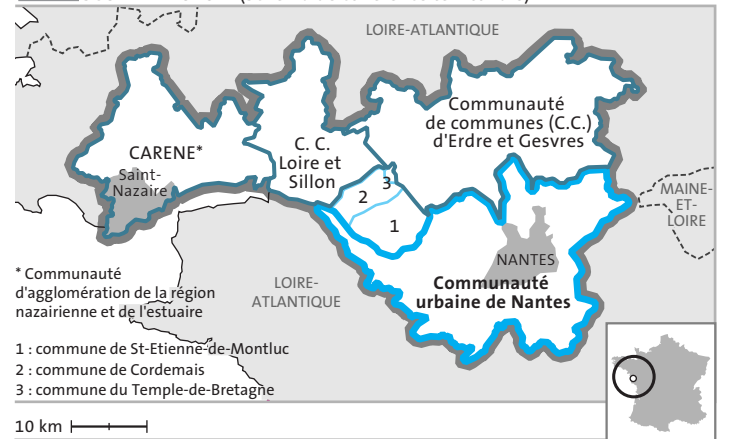 LOIRE-ATLANTIQUE
Communauté
de communes (C.C.)
d'Erdre et Gesvres
C. C.
Loire et
Sillon
CARENE*
Saint-
Nazaire
3
2
1
MAINE-
ET-
LOIRE
NANTES
Communauté
urbaine de Nantes
LOIRE-
ATLANTIQUE
* Communauté
d'agglomération de la région
nazairienne et de l'estuaire
1 : commune de St-Etienne-de-Montluc
2 : commune de Cordemais
3 : commune du Temple-de-Bretagne
10 km